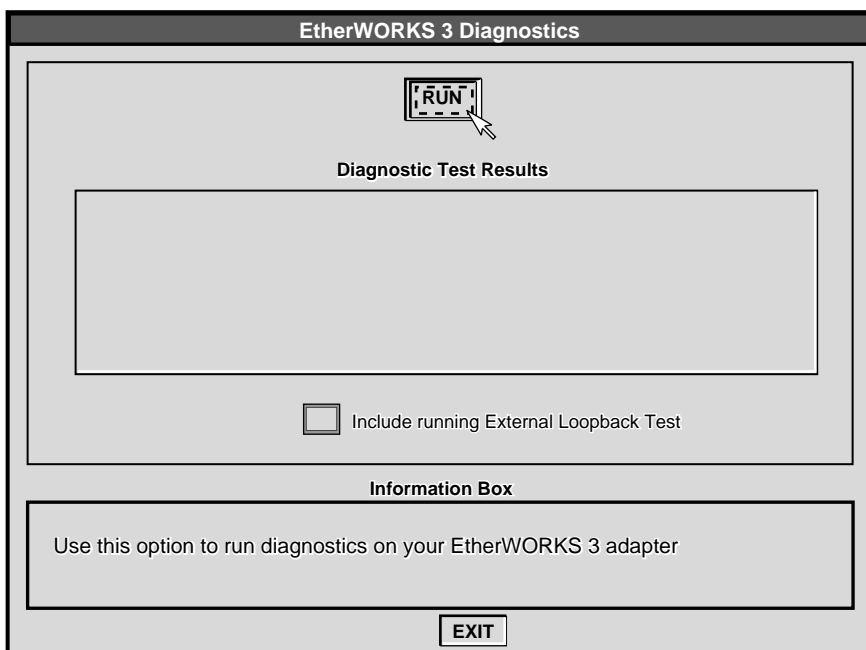 EtherWORKS 3 Diagnostics
RUN
Diagnostic Test Results
Include running External Loopback Test
Information Box
Use this option to run diagnostics on your EtherWORKS 3 adapter
EXIT